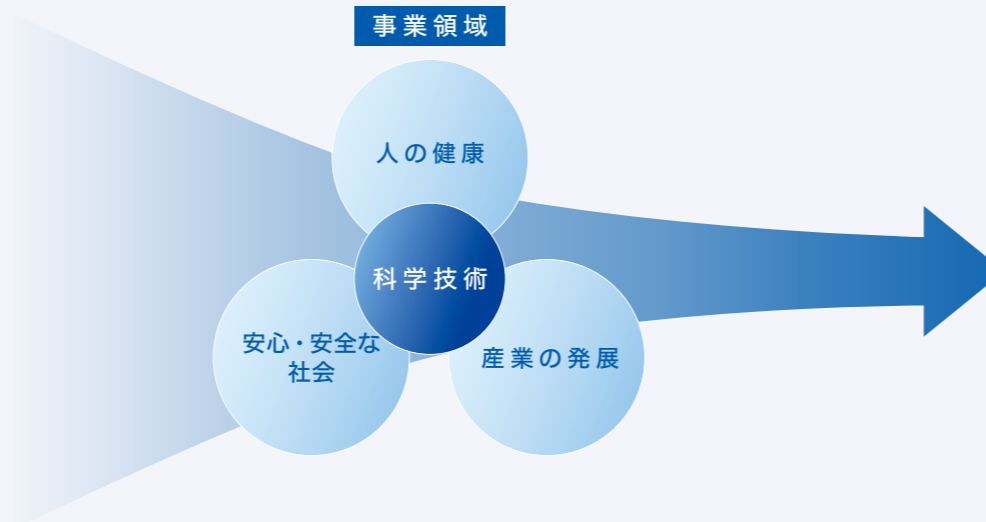 事業領域
人の健康
科学技術
安心・安全な
社会
産業の発展